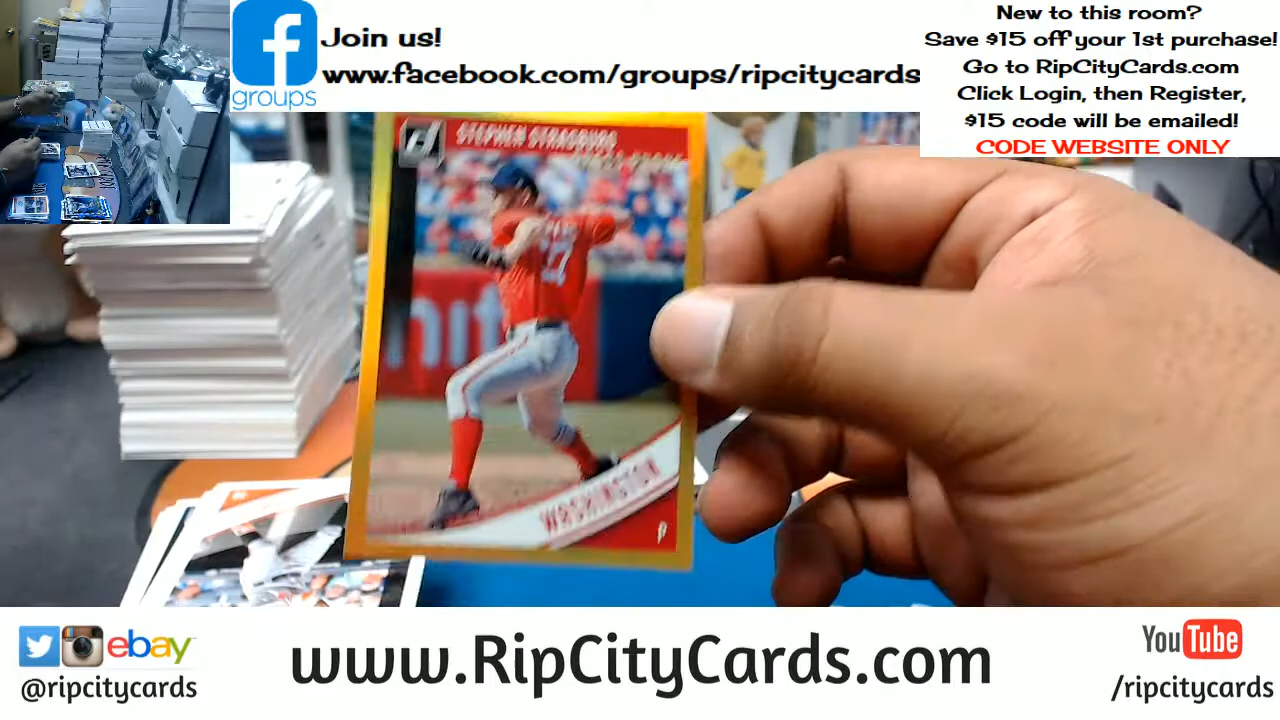 Join us!
www.facebook.com/groups/ripcitycards
groups
New to this room?
Save $15 off your 1st purchase!
Go to RipCityCards.com
Click Login, then Register,
$15 code will be emailed!
CODE WEBSITE ONLY
STEPHEN STRASBURG
37
WASHINGTON
P
ebay
@ripcitycards
www.RipCityCards.com
YouTube
/ripcitycards